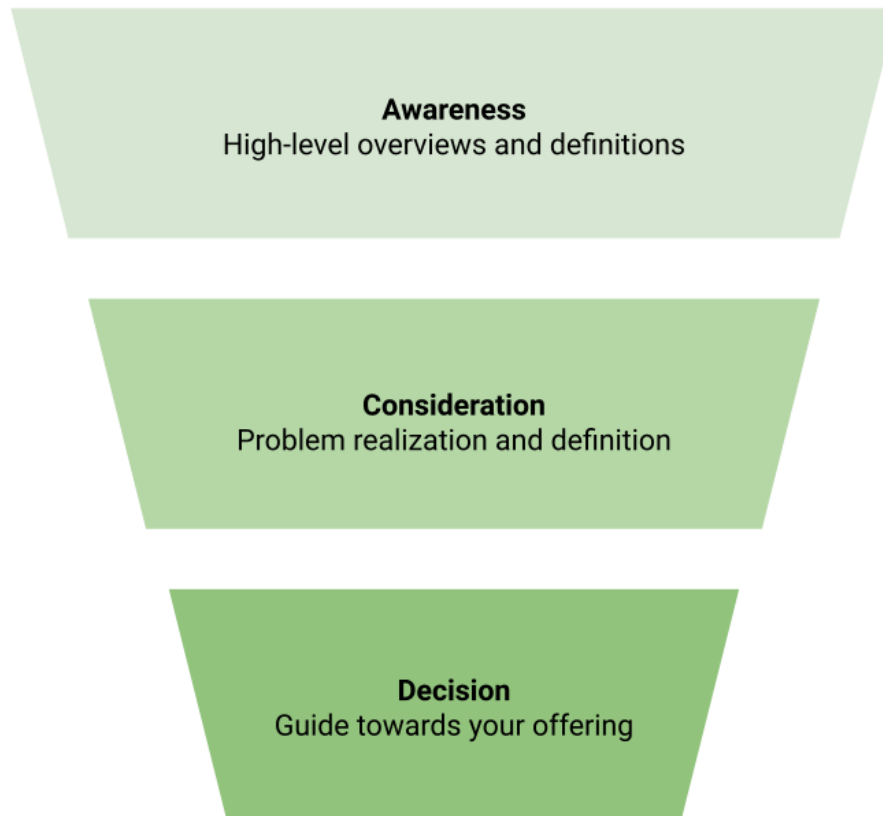 Awareness
High-level overviews and definitions
Consideration
Problem realization and definition
Decision
Guide towards your offering